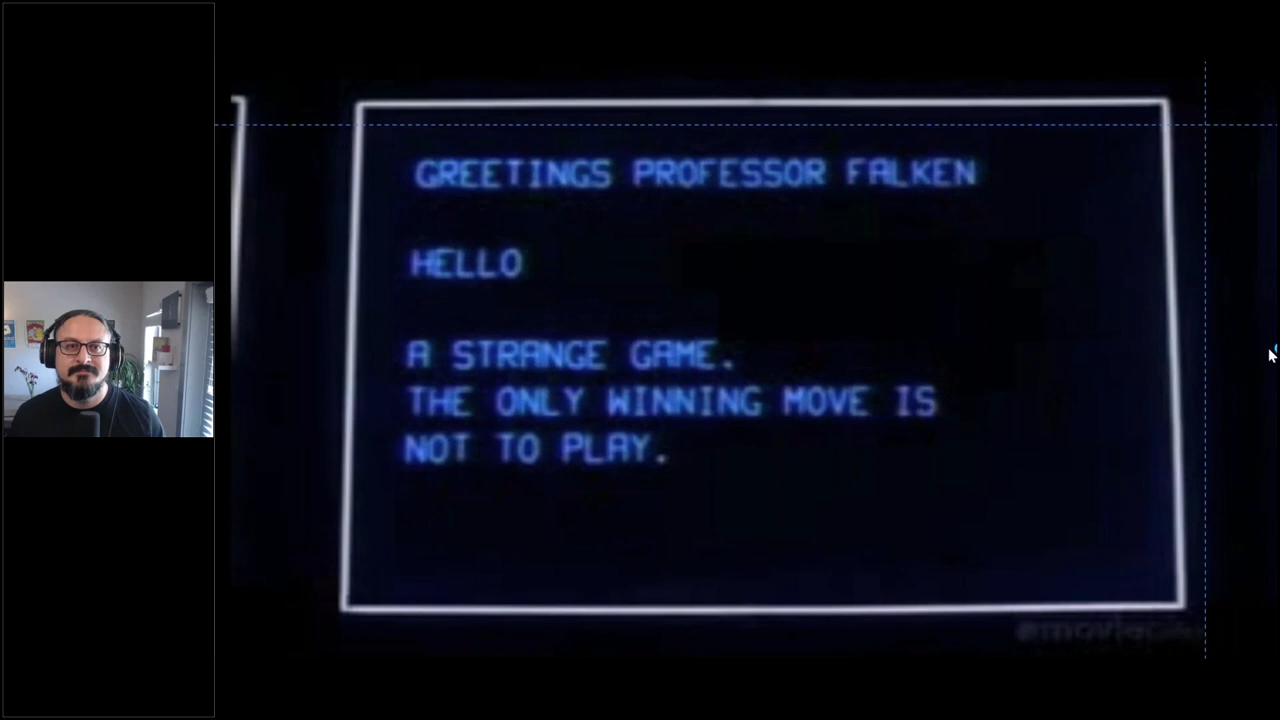 GREETINGS PROFESSOR FALKEN
HELLO
A STRANGE GAME.
THE ONLY WINNING MOVE IS
NOT TO PLAY.